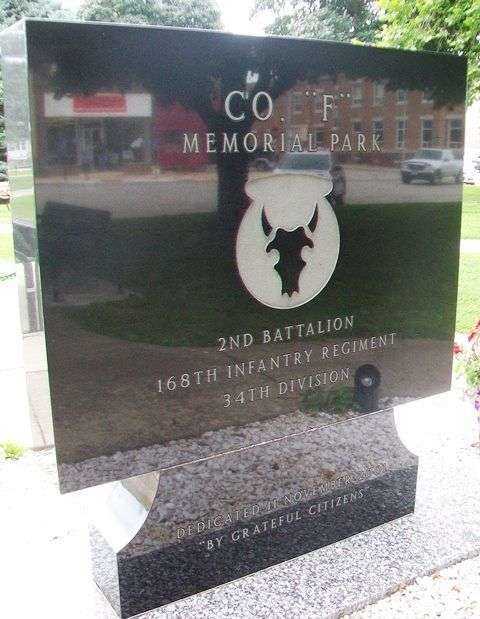 CO. "F"
MEMORIAL PARK
2ND BATTALION
168TH INFANTRY REGIMENT
34TH DIVISION
DEDICATED 11 NOVEMBER
"BY GRATEFUL CITIZENS"